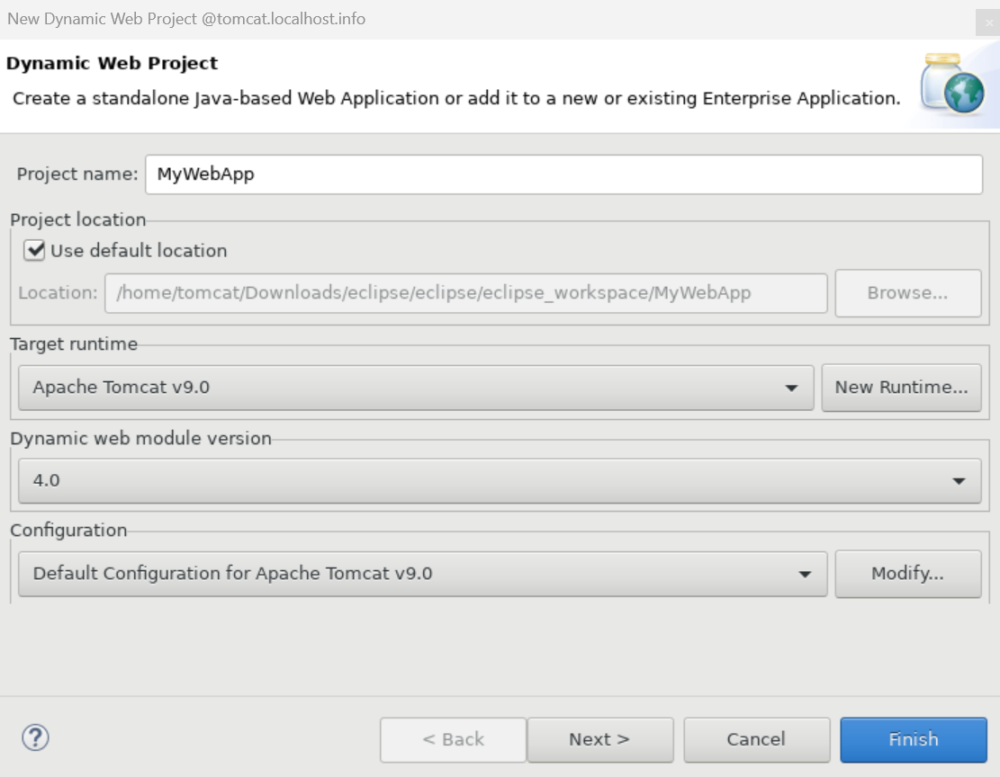 New Dynamic Web Project @tomcat.localhost.info
Dynamic Web Project
Create a standalone Java-based Web Application or add it to a new or existing Enterprise Application.
Project name: MyWebApp
Project location
Use default location
Location: /home/tomcat/Downloads/eclipse/eclipse/eclipse_workspace/MyWebApp Browse...
Target runtime
Apache Tomcat v9.0 New Runtime...
Dynamic web module version
4.0
Configuration
Default Configuration for Apache Tomcat v9.0 Modify...
? < Back Next > Cancel Finish